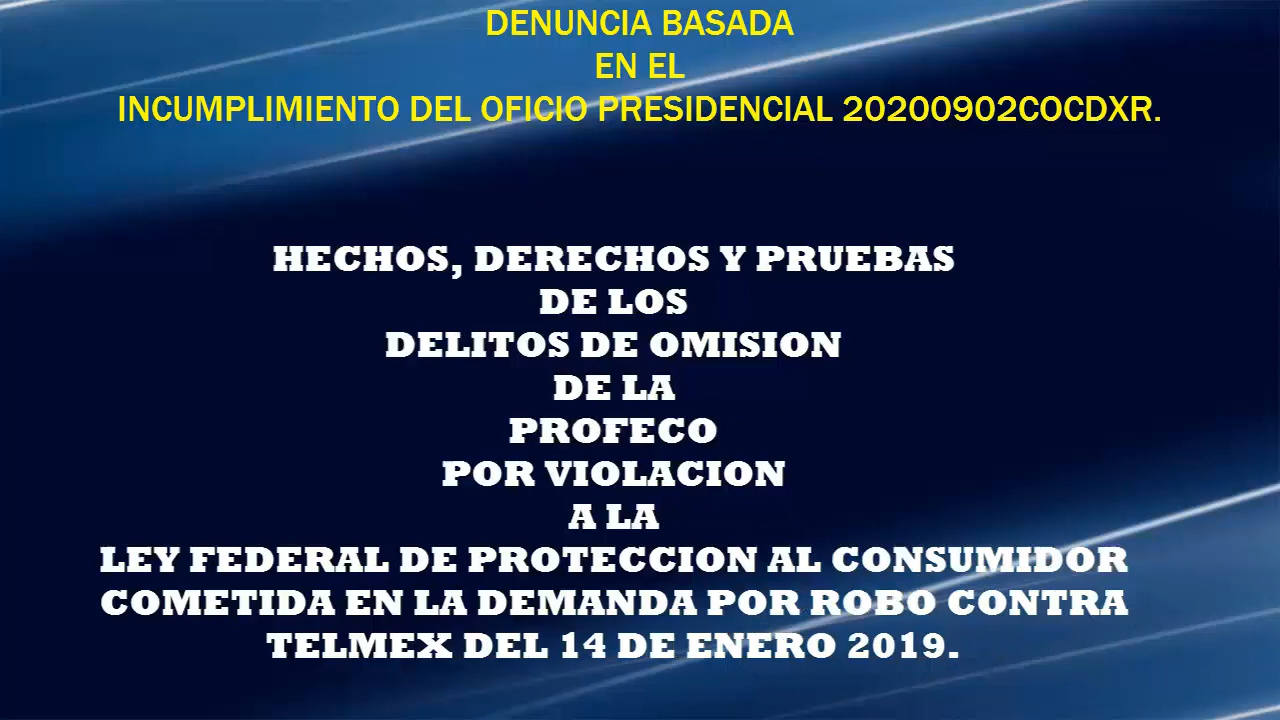 DENUNCIA BASADA
EN EL
INCUMPLIMIENTO DEL OFICIO PRESIDENCIAL 20200902COCDXR.
HECHOS, DERECHOS Y PRUEBAS
DE LOS
DELITOS DE OMISION
DE LA
PROFECO
POR VIOLACION
A LA
LEY FEDERAL DE PROTECCION AL CONSUMIDOR
COMETIDA EN LA DEMANDA POR ROBO CONTRA
TELMEX DEL 14 DE ENERO 2019.